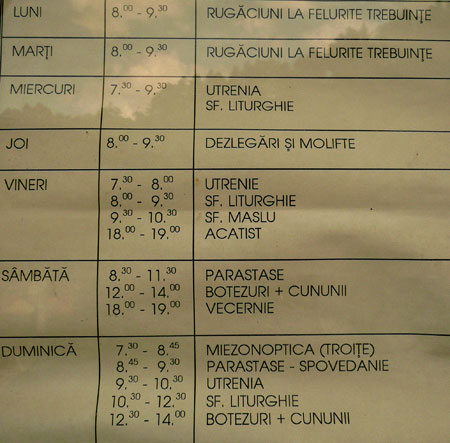 LUNI 8.00 - 9.30 RUGĂCIUNI LA FELURITE TREBUINŢE
MARŢI 8.00 - 9.30 RUGĂCIUNI LA FELURITE TREBUINŢE
MIERCURI 7.30 - 9.30 UTRENIA
SF. LITURGHIE
JOI 8.00 - 9.30 DEZLEGĂRI ŞI MOLIFTE
VINERI 7.30 - 8.00 UTRENIE
8.00 - 9.30 SF. LITURGHIE
9.30 - 10.30 SF. MASLU
18.00 - 19.00 ACATIST
SÂMBĂTĂ 8.30 - 11.30 PARASTASE
12.00 - 14.00 BOTEZURI + CUNUNII
18.00 - 19.00 VECERNIE
DUMINICĂ 7.30 - 8.45 MIEZONOPTICA (TROIŢE)
8.45 - 9.30 PARASTASE - SPOVEDANIE
9.30 - 10.30 UTRENIA
10.30 - 12.30 SF. LITURGHIE
12.30 - 14.00 BOTEZURI + CUNUNII